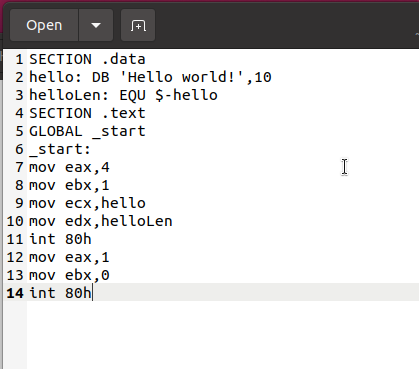 Open
1 SECTION .data
2 hello: DB 'Hello world!',10
3 helloLen: EQU $-hello
4 SECTION .text
5 GLOBAL _start
6 _start:
7 mov eax,4
8 mov ebx,1
9 mov ecx,hello
10 mov edx,helloLen
11 int 80h
12 mov eax,1
13 mov ebx,0
14 int 80h